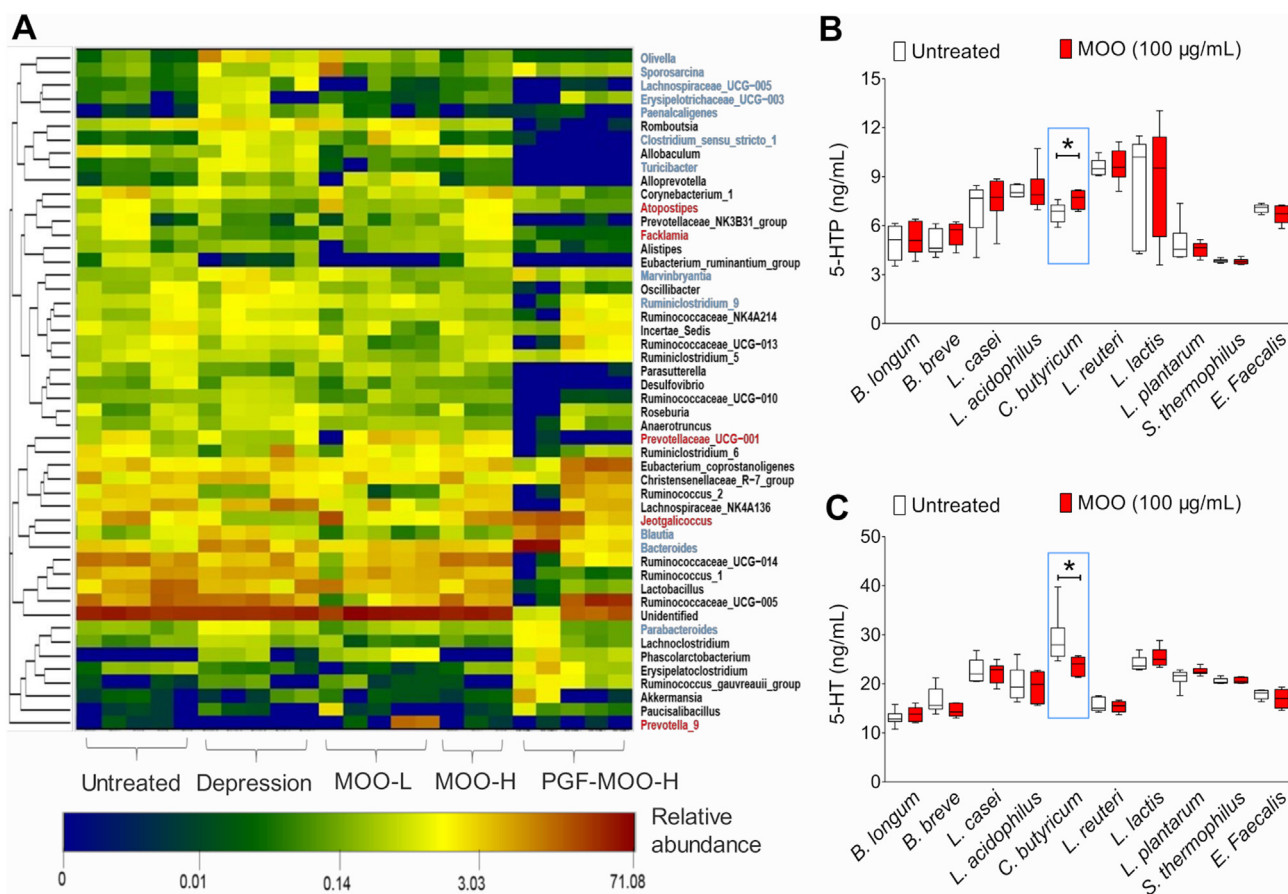 A
Olivella
Sporosarcina
Lachnospiraceae_UCG-005
Erysipelotrichaceae_UCG-003
Paenalcaligenes
Romboutsia
Clostridium_sensu_stricto_1
Allobaculum
Turicibacter
Alloprevotella
Corynebacterium_1
Atopostipes
Prevotellaceae_NK3B31_group
Facklamia
Alistipes
Eubacterium_ruminantium_group
Marvinbryantia
Oscillibacter
Ruminiclostridium_9
Ruminococcaceae_NK4A214
Incertae_Sedis
Ruminococcaceae_UCG-013
Ruminiclostridium_5
Parasutterella
Desulfovibrio
Ruminococcaceae_UCG-010
Roseburia
Anaerotruncus
Prevotellaceae_UCG-001
Ruminiclostridium_6
Eubacterium_coprostanoligenes
Christensenellaceae_R-7_group
Ruminococcus_2
Lachnospiraceae_NK4A136
Jeotgalicoccus
Blautia
Bacteroides
Ruminococcaceae_UCG-014
Ruminococcus_1
Lactobacillus
Ruminococcaceae_UCG-005
Unidentified
Parabacteroides
Lachnoclostridium
Phascolarctobacterium
Erysipelatoclostridium
Ruminococcus_gauvreauii_group
Akkermansia
Paucisalibacillus
Prevotella_9
Untreated Depression MOO-L MOO-H PGF-MOO-H
Relative
abundance
0 0.01 0.14 3.03 71.08
B
Untreated MOO (100 µg/mL)
5-HTP (ng/mL)
15
12
9
6
3
0
*
B. longum
B. breve
L. casei
L. acidophilus
C. butyricum
L. reuteri
L. lactis
L. plantarum
S. thermophilus
E. Faecalis
C
Untreated MOO (100 µg/mL)
5-HT (ng/mL)
50
40
30
20
10
0
*
B. longum
B. breve
L. casei
L. acidophilus
C. butyricum
L. reuteri
L. lactis
L. plantarum
S. thermophilus
E. Faecalis